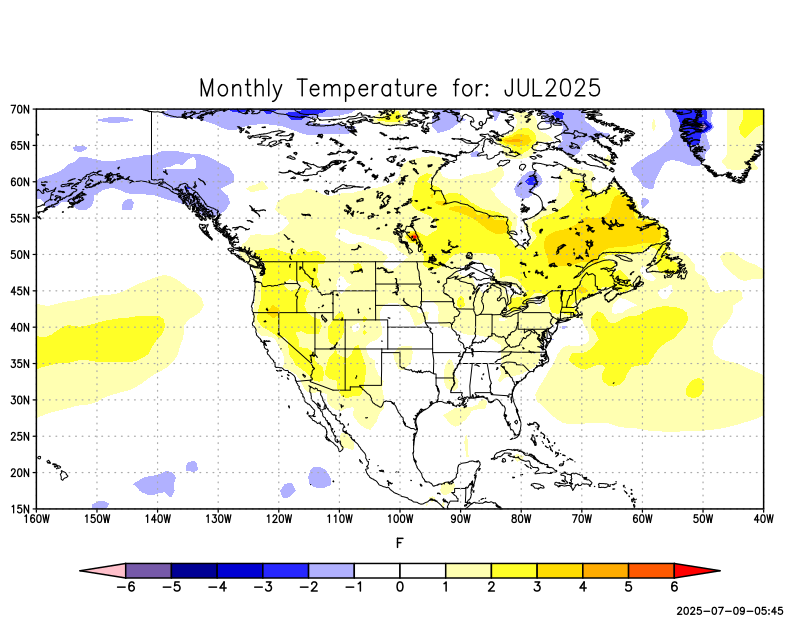 Monthly Temperature for: JUL2025
70N
65N
60N
55N
50N
45N
40N
35N
30N
25N
20N
15N
160W 150W 140W 130W 120W 110W 100W 90W 80W 70W 60W 50W 40W
F
-6 -5 -4 -3 -2 -1 0 1 2 3 4 5 6
2025-07-09-05:45